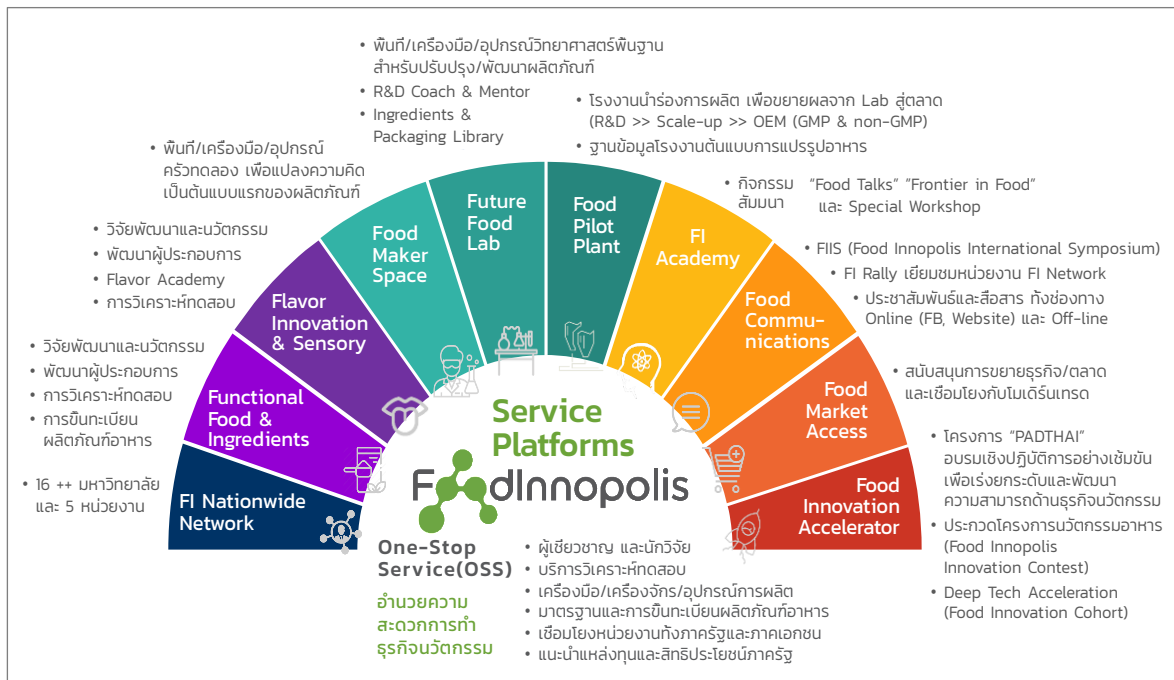 • พื้นที่/เครื่องมือ/อุปกรณ์วิทยาศาสตร์พื้นฐาน
สำหรับปรับปรุง/พัฒนาผลิตภัณฑ์
• R&D Coach & Mentor
• Ingredients &
Packaging Library
• โรงงานนำร่องการผลิต เพื่อขยายผลจาก Lab สู่ตลาด
(R&D >> Scale-up >> OEM (GMP & non-GMP)
• ฐานข้อมูลโรงงานต้นแบบการแปรรูปอาหาร
• พื้นที่/เครื่องมือ/อุปกรณ์
ครัวทดลอง เพื่อแปลงความคิด
เป็นต้นแบบแรกของผลิตภัณฑ์
• กิจกรรม "Food Talks" "Frontier in Food"
สัมมนา และ Special Workshop
• วิจัยพัฒนาและนวัตกรรม
• พัฒนาผู้ประกอบการ
• Flavor Academy
• การวิเคราะห์ทดสอบ
• FIIS (Food Innopolis International Symposium)
• FI Rally เยี่ยมชมหน่วยงาน FI Network
• ประชาสัมพันธ์และสื่อสาร ทั้งช่องทาง
Online (FB, Website) และ Off-line
• วิจัยพัฒนาและนวัตกรรม
• พัฒนาผู้ประกอบการ
• การวิเคราะห์ทดสอบ
• การขึ้นทะเบียน
ผลิตภัณฑ์อาหาร
• สนับสนุนการขยายธุรกิจ/ตลาด
และเชื่อมโยงกับโมเดิร์นเทรด
• 16 ++ มหาวิทยาลัย
และ 5 หน่วยงาน
• โครงการ "PADTHAI"
อบรมเชิงปฏิบัติการอย่างเข้มข้น
เพื่อเร่งยกระดับและพัฒนา
ความสามารถด้านธุรกิจนวัตกรรม
• ประกวดโครงการนวัตกรรมอาหาร
(Food Innopolis
Innovation Contest)
• Deep Tech Acceleration
(Food Innovation Cohort)
FI Nationwide
Network
Functional
Food &
Ingredients
Flavor
Innovation
& Sensory
Food
Maker
Space
Future
Food
Lab
Food
Pilot
Plant
FI
Academy
Food
Commu-
nications
Food
Market
Access
Food
Innovation
Accelerator
Service
Platforms
FoodInnopolis
One-Stop
Service(OSS)
อำนวยความ
สะดวกการทำ
ธุรกิจนวัตกรรม
• ผู้เชี่ยวชาญ และนักวิจัย
• บริการวิเคราะห์ทดสอบ
• เครื่องมือ/เครื่องจักร/อุปกรณ์การผลิต
• มาตรฐานและการขึ้นทะเบียนผลิตภัณฑ์อาหาร
• เชื่อมโยงหน่วยงานทั้งภาครัฐและภาคเอกชน
• แนะนำแหล่งทุนและสิทธิประโยชน์ภาครัฐ